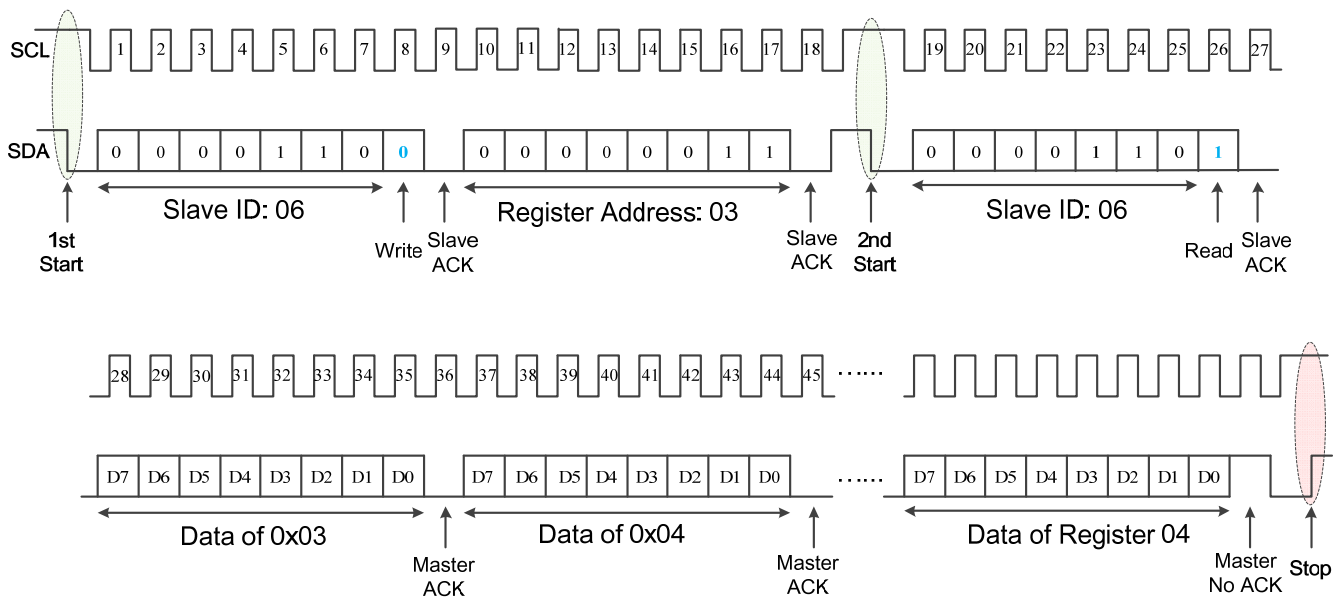 SCL 1 2 3 4 5 6 7 8 9 10 11 12 13 14 15 16 17 18 19 20 21 22 23 24 25 26 27
SDA 0 0 0 0 1 1 0 0 0 0 0 0 0 0 1 1 0 0 0 0 1 1 0 1
Slave ID: 06 Register Address: 03 Slave ID: 06
1st Start
Write
Slave ACK
Slave ACK
2nd Start
Read
Slave ACK
28 29 30 31 32 33 34 35 36 37 38 39 40 41 42 43 44 45 ......
D7 D6 D5 D4 D3 D2 D1 D0 D7 D6 D5 D4 D3 D2 D1 D0 ...... D7 D6 D5 D4 D3 D2 D1 D0
Data of 0x03 Data of 0x04 Data of Register 04
Master ACK
Master ACK
Master No ACK
Stop